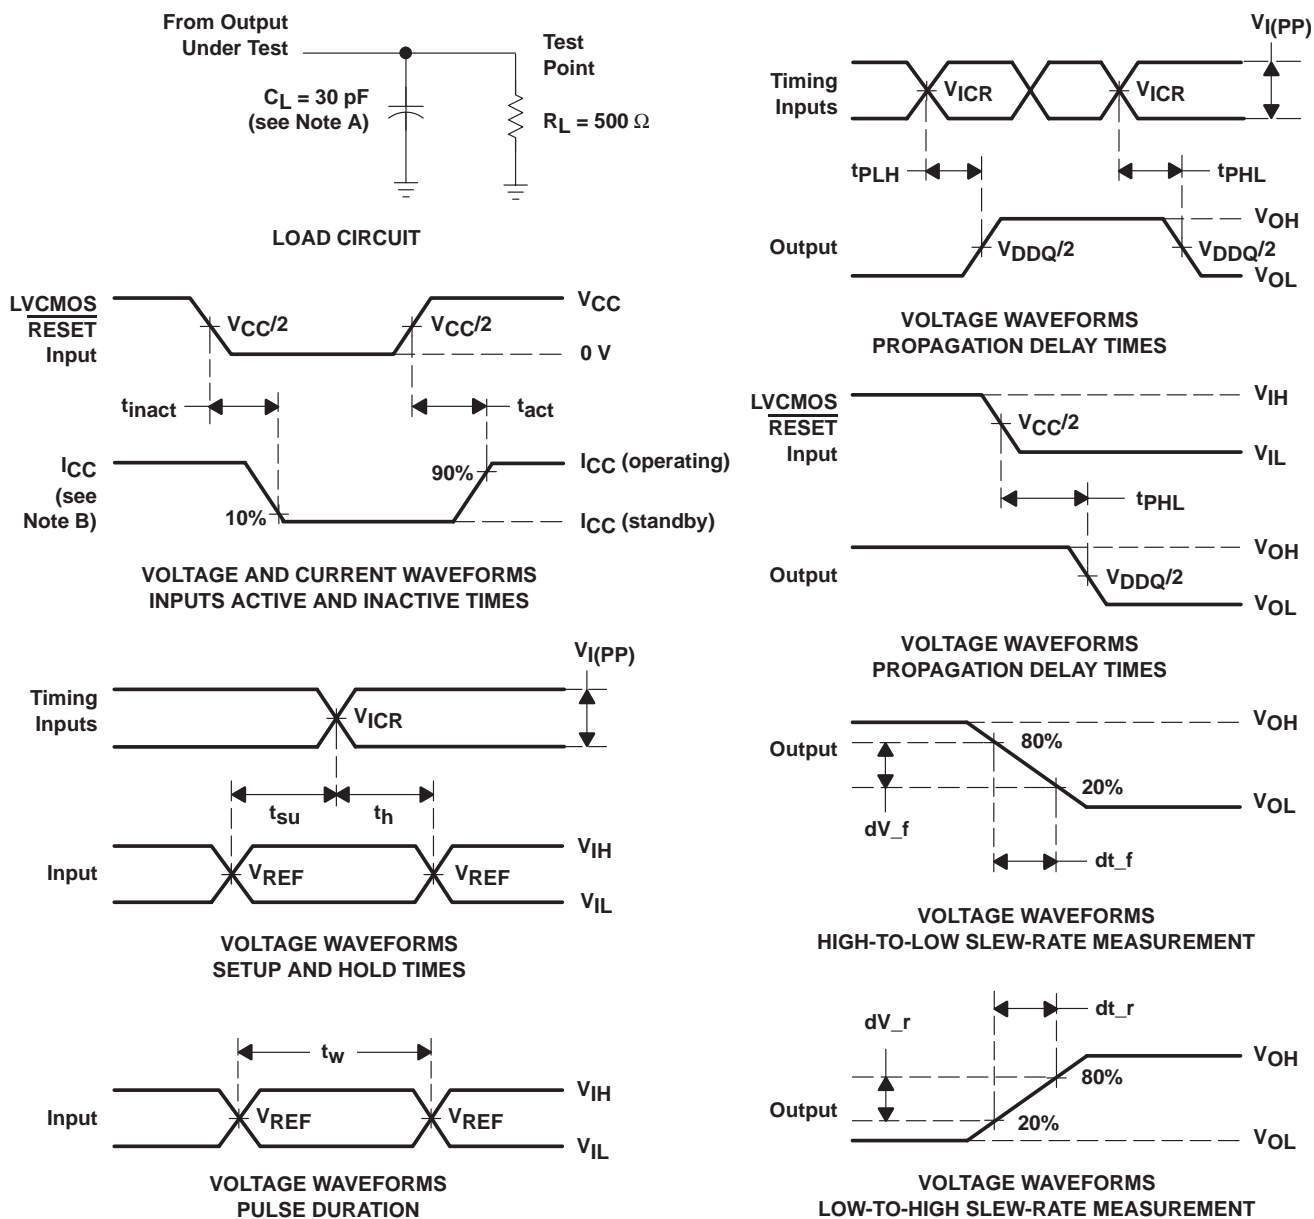 From Output
Under Test
Test
Point
CL = 30 pF
(see Note A)
RL = 500 Ω
LOAD CIRCUIT
LVCMOS
RESET
Input
VCC/2
VCC/2
VCC
0 V
tinact
tact
ICC
(see
Note B)
10%
90%
ICC (operating)
ICC (standby)
VOLTAGE AND CURRENT WAVEFORMS
INPUTS ACTIVE AND INACTIVE TIMES
VI(PP)
Timing
Inputs
VICR
tsu
th
Input
VREF
VREF
VIH
VIL
VOLTAGE WAVEFORMS
SETUP AND HOLD TIMES
tw
Input
VREF
VREF
VIH
VIL
VOLTAGE WAVEFORMS
PULSE DURATION
VI(PP)
Timing
Inputs
VICR
VICR
tPLH
tPHL
Output
VDDQ/2
VDDQ/2
VOH
VOL
VOLTAGE WAVEFORMS
PROPAGATION DELAY TIMES
LVCMOS
RESET
Input
VCC/2
VIH
VIL
tPHL
Output
VDDQ/2
VOH
VOL
VOLTAGE WAVEFORMS
PROPAGATION DELAY TIMES
Output
80%
20%
VOH
VOL
dV_f
dt_f
VOLTAGE WAVEFORMS
HIGH-TO-LOW SLEW-RATE MEASUREMENT
dV_r
dt_r
Output
80%
20%
VOH
VOL
VOLTAGE WAVEFORMS
LOW-TO-HIGH SLEW-RATE MEASUREMENT